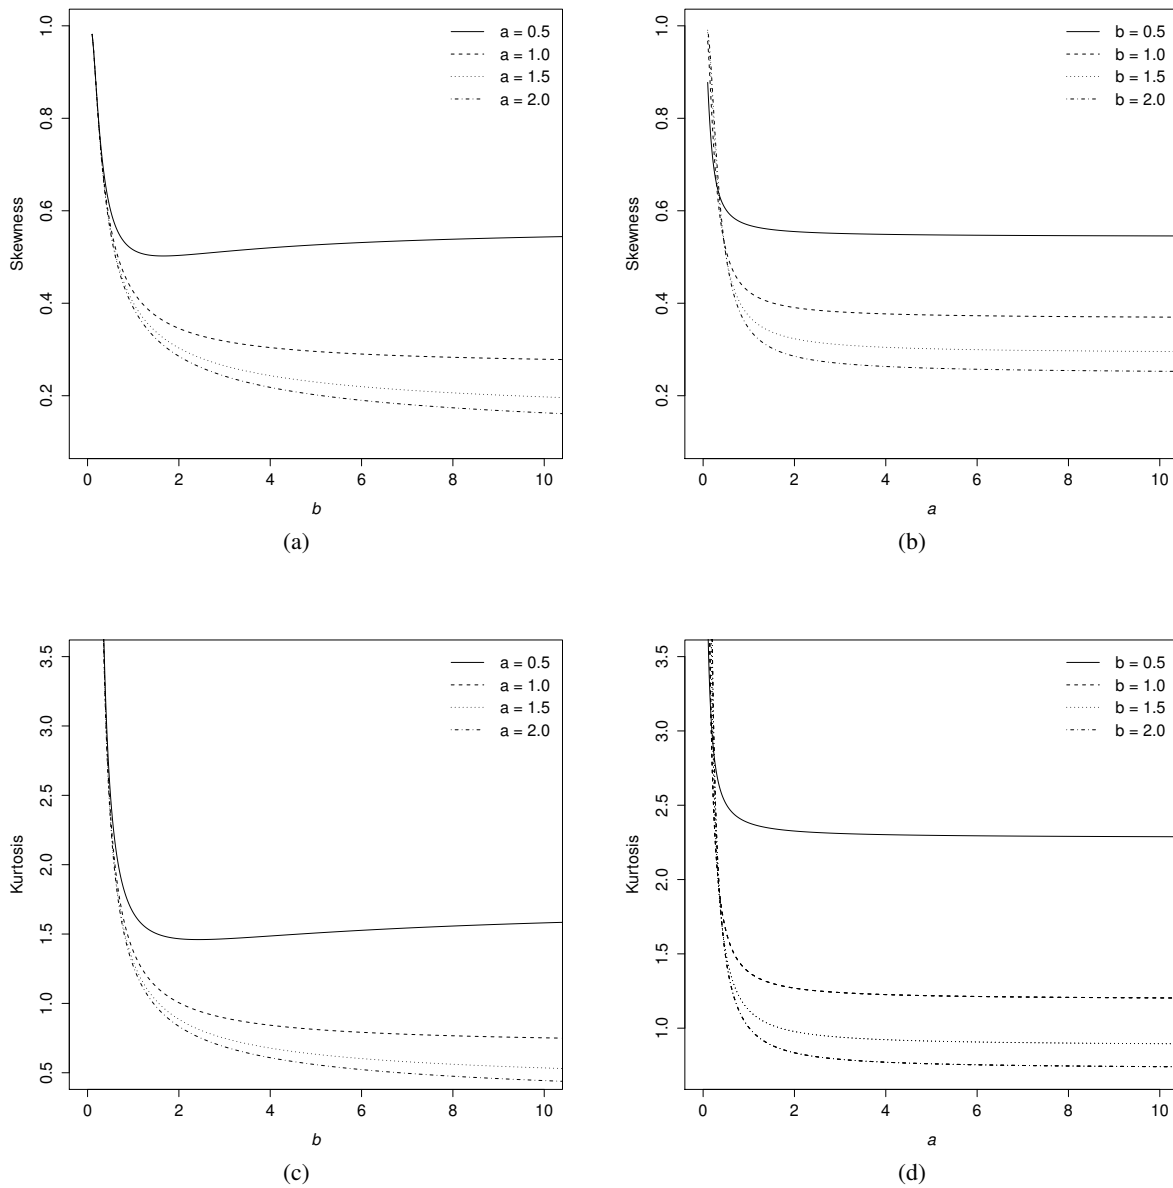 Skewness
1.0
0.8
0.6
0.4
0.2
0 2 4 6 8 10
b
a = 0.5
a = 1.0
a = 1.5
a = 2.0
(a)
Skewness
1.0
0.8
0.6
0.4
0.2
0 2 4 6 8 10
a
b = 0.5
b = 1.0
b = 1.5
b = 2.0
(b)
Kurtosis
3.5
3.0
2.5
2.0
1.5
1.0
0.5
0 2 4 6 8 10
b
a = 0.5
a = 1.0
a = 1.5
a = 2.0
(c)
Kurtosis
3.5
3.0
2.5
2.0
1.5
1.0
0 2 4 6 8 10
a
b = 0.5
b = 1.0
b = 1.5
b = 2.0
(d)